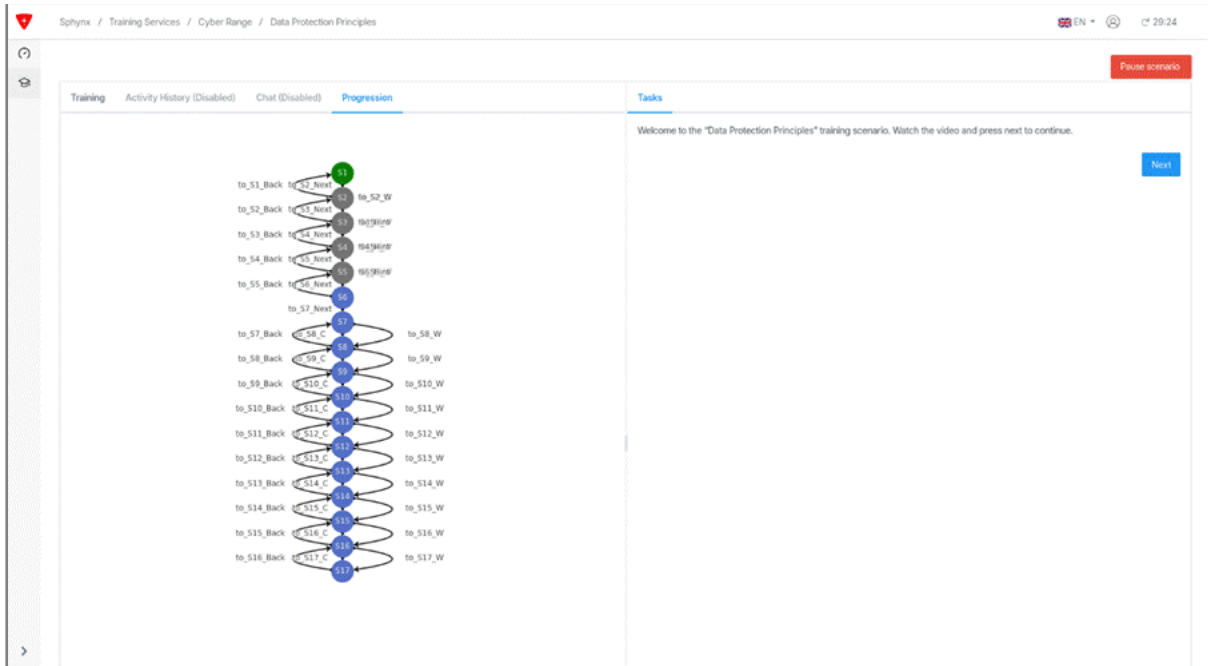 Sphynx / Training Services / Cyber Range / Data Protection Principles
EN
29:24
Pause scenario
Training Activity History (Disabled) Chat (Disabled) Progression
Tasks
Welcome to the "Data Protection Principles" training scenario. Watch the video and press next to continue.
Next
S1
to_S1_Back to_S2_Next
S2 to_S2_W
to_S2_Back to_S3_Next
S3
to_S3_Back to_S4_Next
S4
to_S4_Back to_S5_Next
S5
to_S5_Back to_S6_Next
S6
to_S7_Next
S7
to_S7_Back to_S8_C to_S8_W
S8
to_S8_Back to_S9_C to_S9_W
S9
to_S9_Back to_S10_C to_S10_W
S10
to_S10_Back to_S11_C to_S11_W
S11
to_S11_Back to_S12_C to_S12_W
S12
to_S12_Back to_S13_C to_S13_W
S13
to_S13_Back to_S14_C to_S14_W
S14
to_S14_Back to_S15_C to_S15_W
S15
to_S15_Back to_S16_C to_S16_W
S16
to_S16_Back to_S17_C to_S17_W
S17